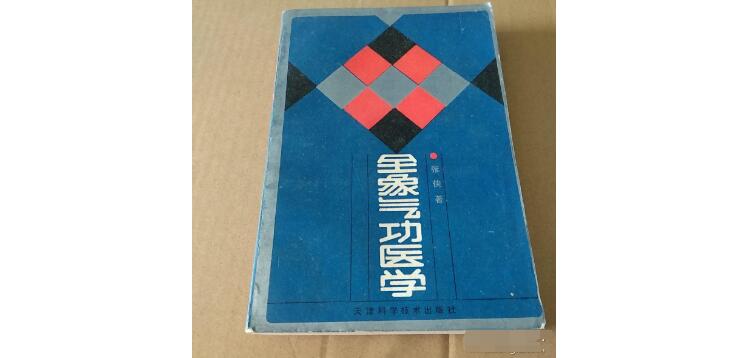 全象气功医学
张侠 著
天津科学技术出版社